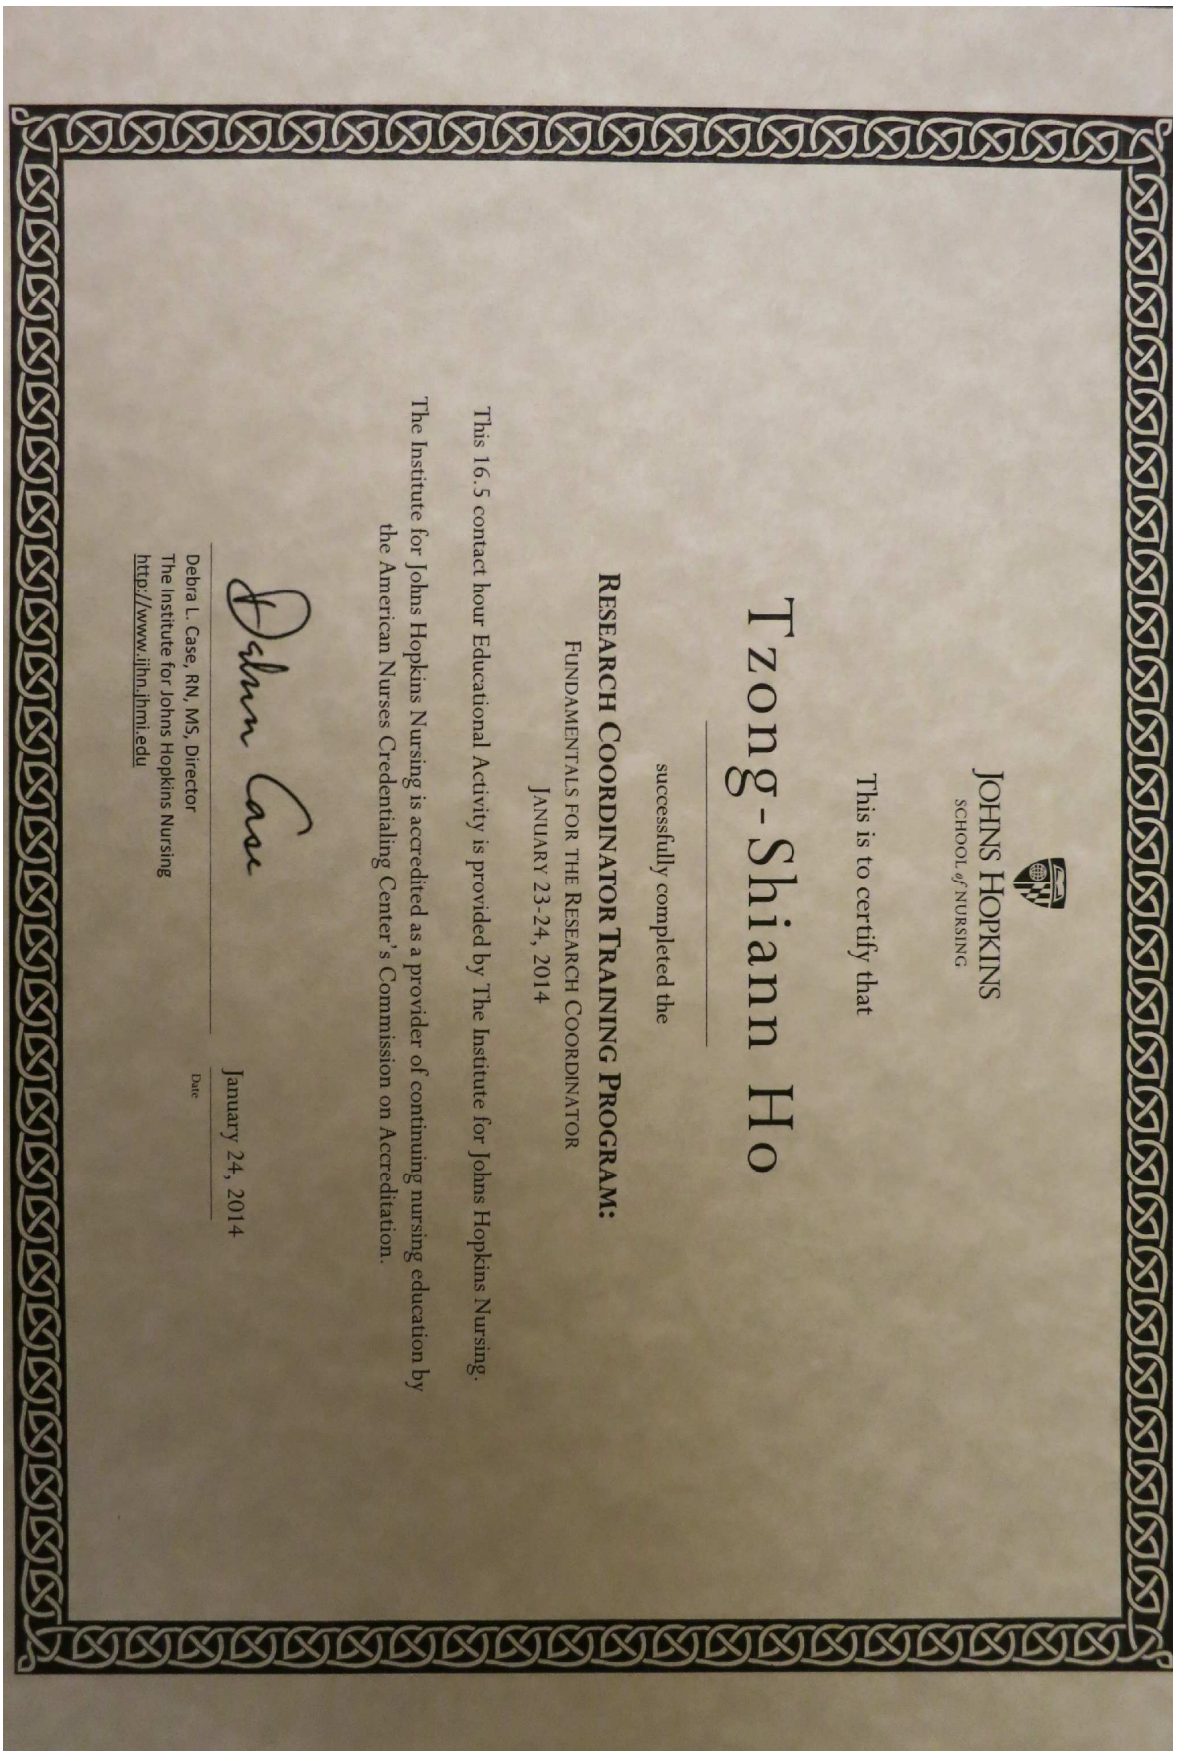 JOHNS HOPKINS
SCHOOL of NURSING
This is to certify that
Tzong-Shiann Ho
successfully completed the
RESEARCH COORDINATOR TRAINING PROGRAM:
FUNDAMENTALS FOR THE RESEARCH COORDINATOR
JANUARY 23-24, 2014
This 16.5 contact hour Educational Activity is provided by The Institute for Johns Hopkins Nursing.
The Institute for Johns Hopkins Nursing is accredited as a provider of continuing nursing education by
the American Nurses Credentialing Center's Commission on Accreditation.
Debra Case
January 24, 2014
Debra L. Case, RN, MS, Director
Date
The Institute for Johns Hopkins Nursing
http://www.ijhn.jhmi.edu